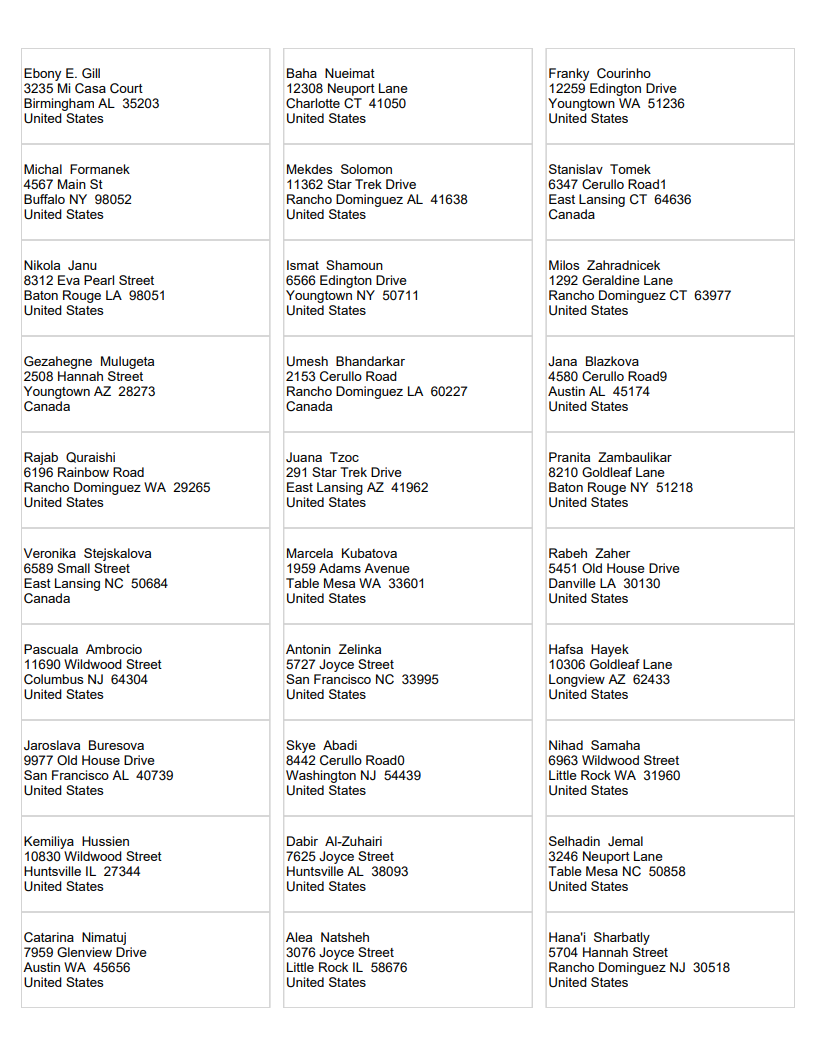 Ebony E. Gill
3235 Mi Casa Court
Birmingham AL  35203
United States
Baha  Nueimat
12308 Neuport Lane
Charlotte CT  41050
United States
Franky  Courinho
12259 Edington Drive
Youngtown WA  51236
United States
Michal  Formanek
4567 Main St
Buffalo NY  98052
United States
Mekdes  Solomon
11362 Star Trek Drive
Rancho Dominguez AL  41638
United States
Stanislav  Tomek
6347 Cerullo Road1
East Lansing CT  64636
Canada
Nikola  Janu
8312 Eva Pearl Street
Baton Rouge LA  98051
United States
Ismat  Shamoun
6566 Edington Drive
Youngtown NY  50711
United States
Milos  Zahradnicek
1292 Geraldine Lane
Rancho Dominguez CT  63977
United States
Gezahegne  Mulugeta
2508 Hannah Street
Youngtown AZ  28273
Canada
Umesh  Bhandarkar
2153 Cerullo Road
Rancho Dominguez LA  60227
Canada
Jana  Blazkova
4580 Cerullo Road9
Austin AL  45174
United States
Rajab  Quraishi
6196 Rainbow Road
Rancho Dominguez WA  29265
United States
Juana  Tzoc
291 Star Trek Drive
East Lansing AZ  41962
United States
Pranita  Zambaulikar
8210 Goldleaf Lane
Baton Rouge NY  51218
United States
Veronika  Stejskalova
6589 Small Street
East Lansing NC  50684
Canada
Marcela  Kubatova
1959 Adams Avenue
Table Mesa WA  33601
United States
Rabeh  Zaher
5451 Old House Drive
Danville LA  30130
United States
Pascuala  Ambrocio
11690 Wildwood Street
Columbus NJ  64304
United States
Antonin  Zelinka
5727 Joyce Street
San Francisco NC  33995
United States
Hafsa  Hayek
10306 Goldleaf Lane
Longview AZ  62433
United States
Jaroslava  Buresova
9977 Old House Drive
San Francisco AL  40739
United States
Skye  Abadi
8442 Cerullo Road0
Washington NJ  54439
United States
Nihad  Samaha
6963 Wildwood Street
Little Rock WA  31960
United States
Kemiliya  Hussien
10830 Wildwood Street
Huntsville IL  27344
United States
Dabir  Al-Zuhairi
7625 Joyce Street
Huntsville AL  38093
United States
Selhadin  Jemal
3246 Neuport Lane
Table Mesa NC  50858
United States
Catarina  Nimatuj
7959 Glenview Drive
Austin WA  45656
United States
Alea  Natsheh
3076 Joyce Street
Little Rock IL  58676
United States
Hana'i  Sharbatly
5704 Hannah Street
Rancho Dominguez NJ  30518
United States